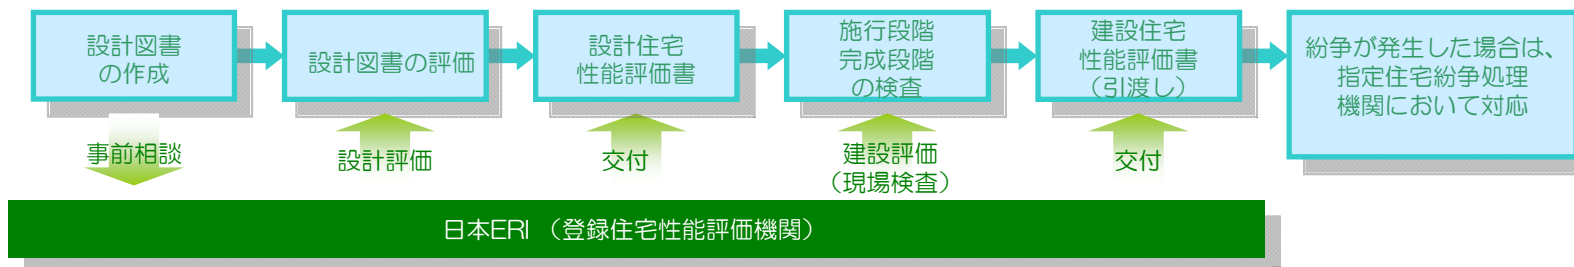 設計図書
の作成
設計図書の評価
設計住宅
性能評価書
施行段階
完成段階
の検査
建設住宅
性能評価書
（引渡し）
紛争が発生した場合は、
指定住宅紛争処理
機関において対応
事前相談
設計評価
交付
建設評価
（現場検査）
交付
日本ERI （登録住宅性能評価機関）